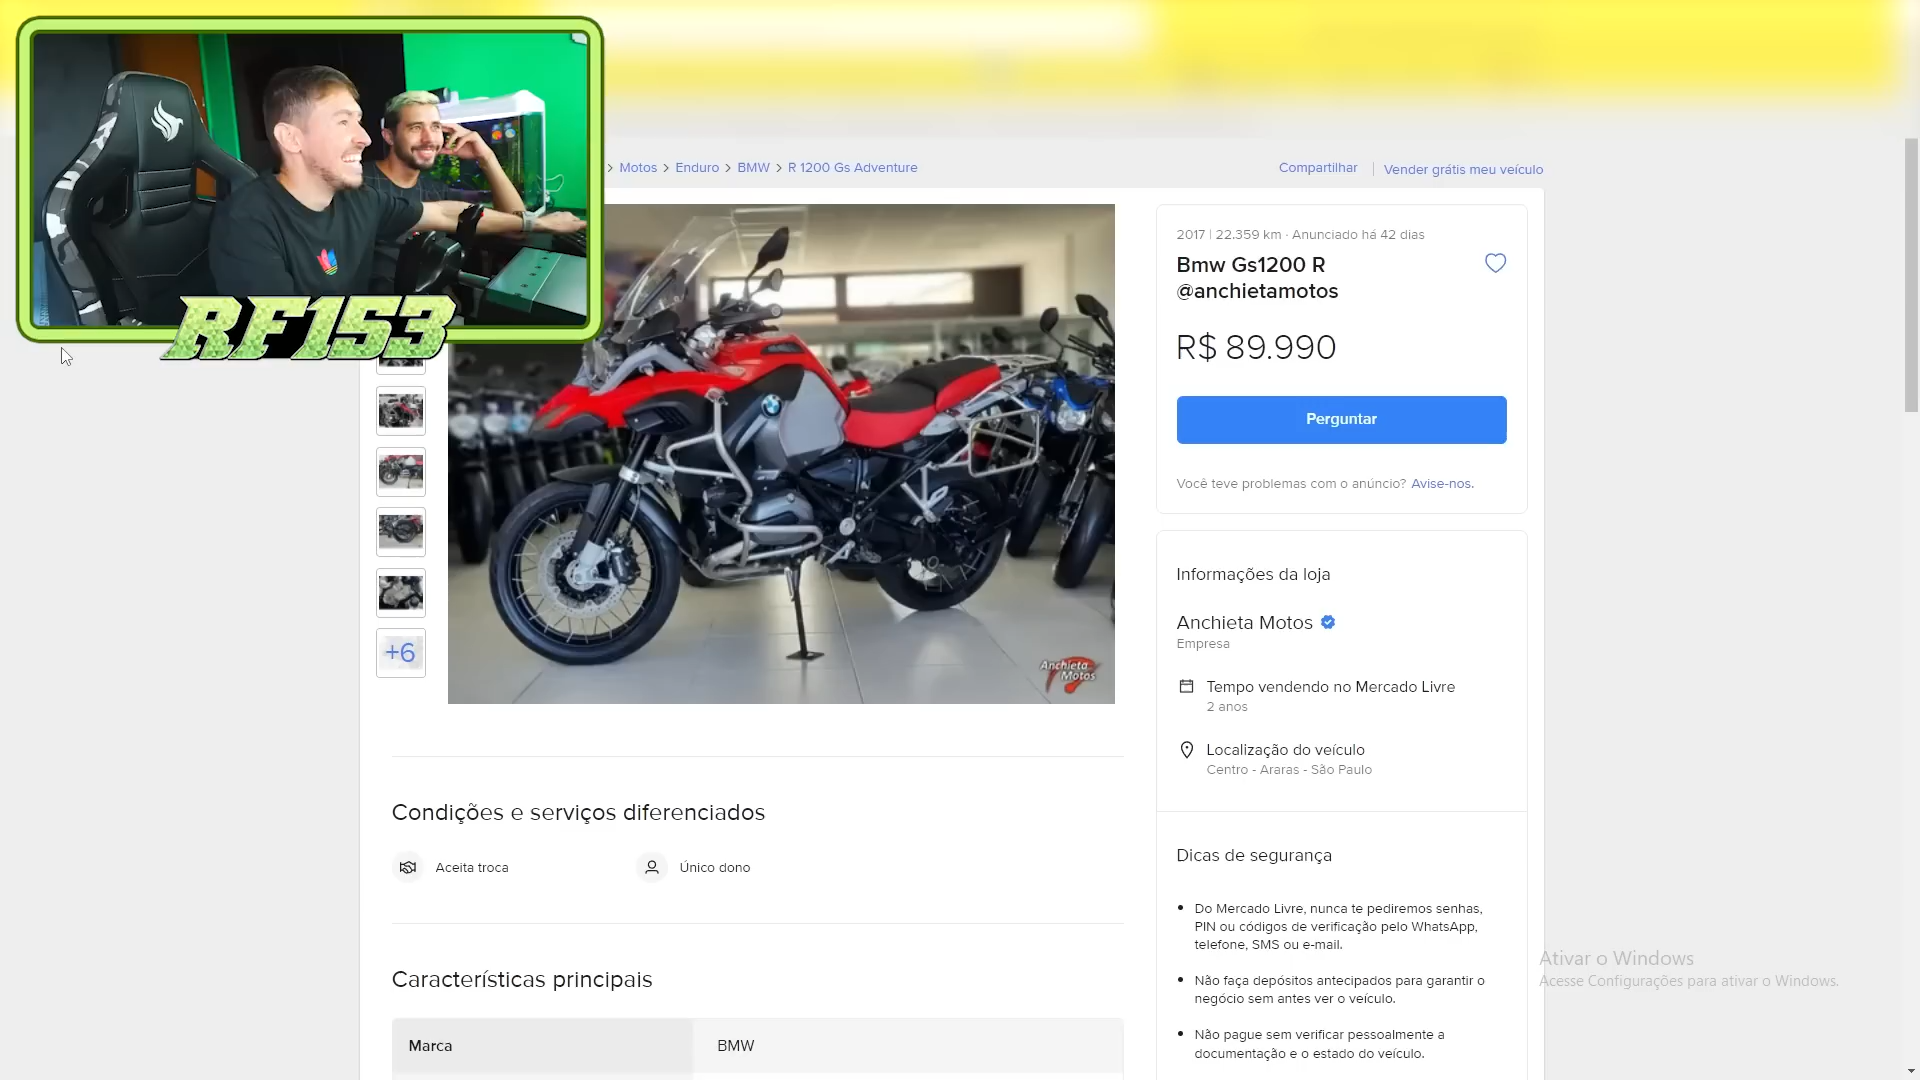 RF153
Motos > Enduro > BMW > R 1200 Gs Adventure
Compartilhar | Vender grátis meu veículo
2017 | 22.359 km · Anunciado há 42 dias
Bmw Gs1200 R
@anchietamotos
R$ 89.990
Perguntar
Você teve problemas com o anúncio? Avise-nos.
+6
Anchieta
Motos
Informações da loja
Anchieta Motos
Empresa
Tempo vendendo no Mercado Livre
2 anos
Localização do veículo
Centro - Araras - São Paulo
Condições e serviços diferenciados
Aceita troca
Único dono
Características principais
Marca BMW
Dicas de segurança
• Do Mercado Livre, nunca te pediremos senhas,
PIN ou códigos de verificação pelo WhatsApp,
telefone, SMS ou e-mail.
• Não faça depósitos antecipados para garantir o
negócio sem antes ver o veículo.
• Não pague sem verificar pessoalmente a
documentação e o estado do veículo.
Ativar o Windows
Acesse Configurações para ativar o Windows.